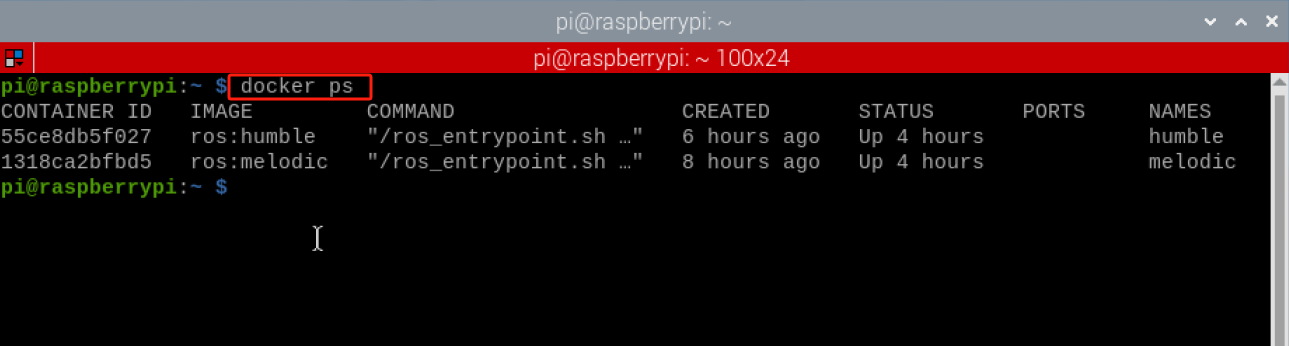 pi@raspberrypi: ~
pi@raspberrypi: ~ 100x24
pi@raspberrypi:~ $ docker ps
CONTAINER ID   IMAGE         COMMAND                  CREATED       STATUS       PORTS     NAMES
55ce8db5f027   ros:humble    "/ros_entrypoint.sh …"   6 hours ago   Up 4 hours             humble
1318ca2bfbd5   ros:melodic   "/ros_entrypoint.sh …"   8 hours ago   Up 4 hours             melodic
pi@raspberrypi:~ $